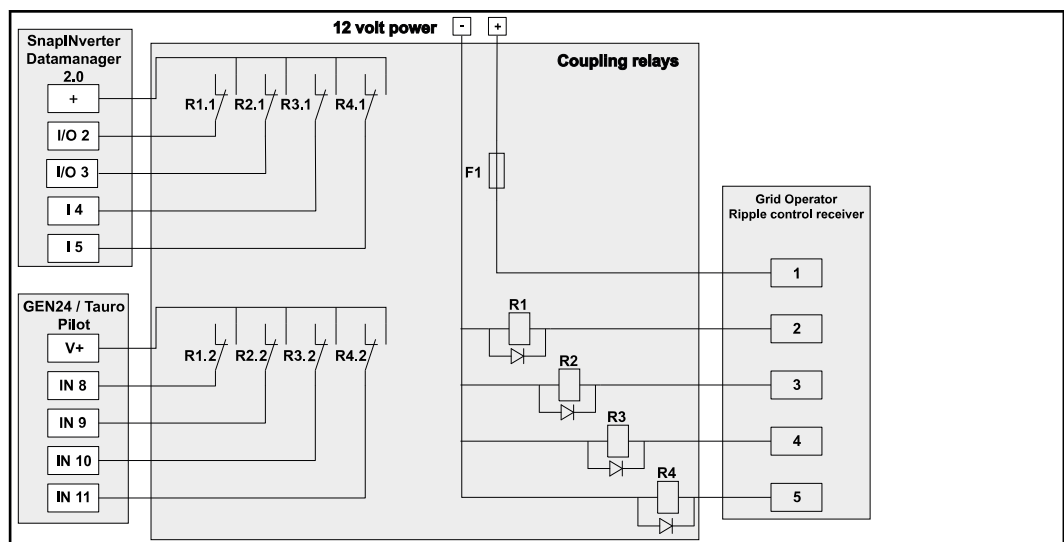 12 volt power
-
+
SnapINverter
Datamanager
2.0
+
I/O 2
I/O 3
I 4
I 5
Coupling relays
R1.1
R2.1
R3.1
R4.1
F1
Grid Operator
Ripple control receiver
1
2
3
4
5
GEN24 / Tauro
Pilot
V+
IN 8
IN 9
IN 10
IN 11
R1.2
R2.2
R3.2
R4.2
R1
R2
R3
R4